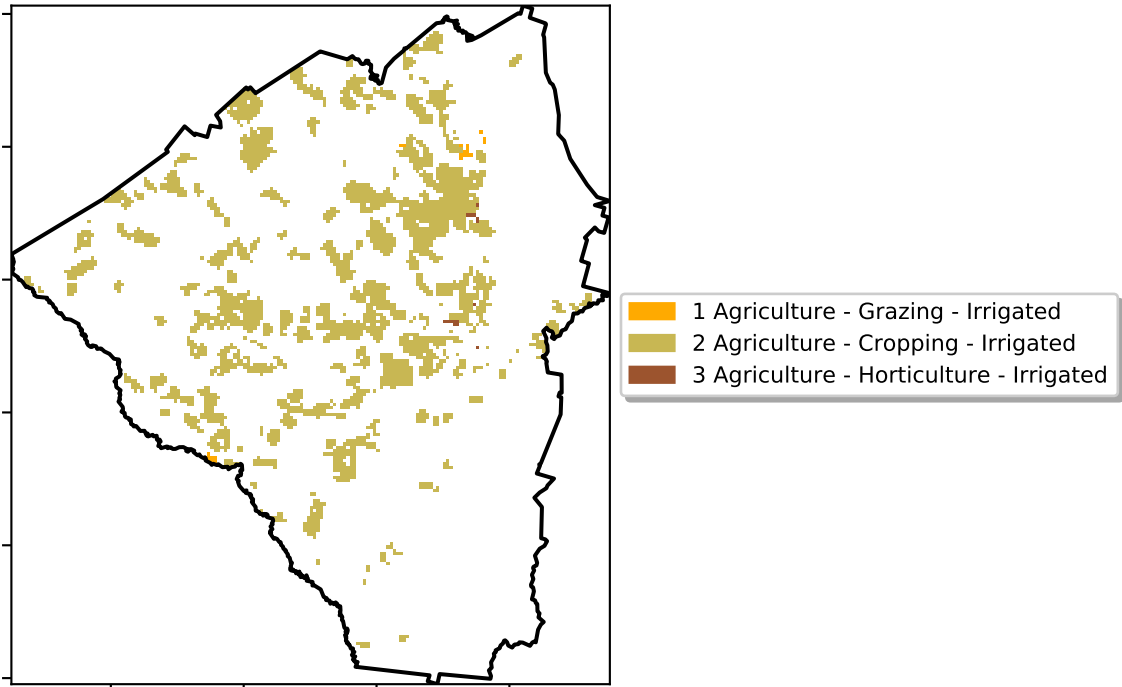 1 Agriculture - Grazing - Irrigated
2 Agriculture - Cropping - Irrigated
3 Agriculture - Horticulture - Irrigated